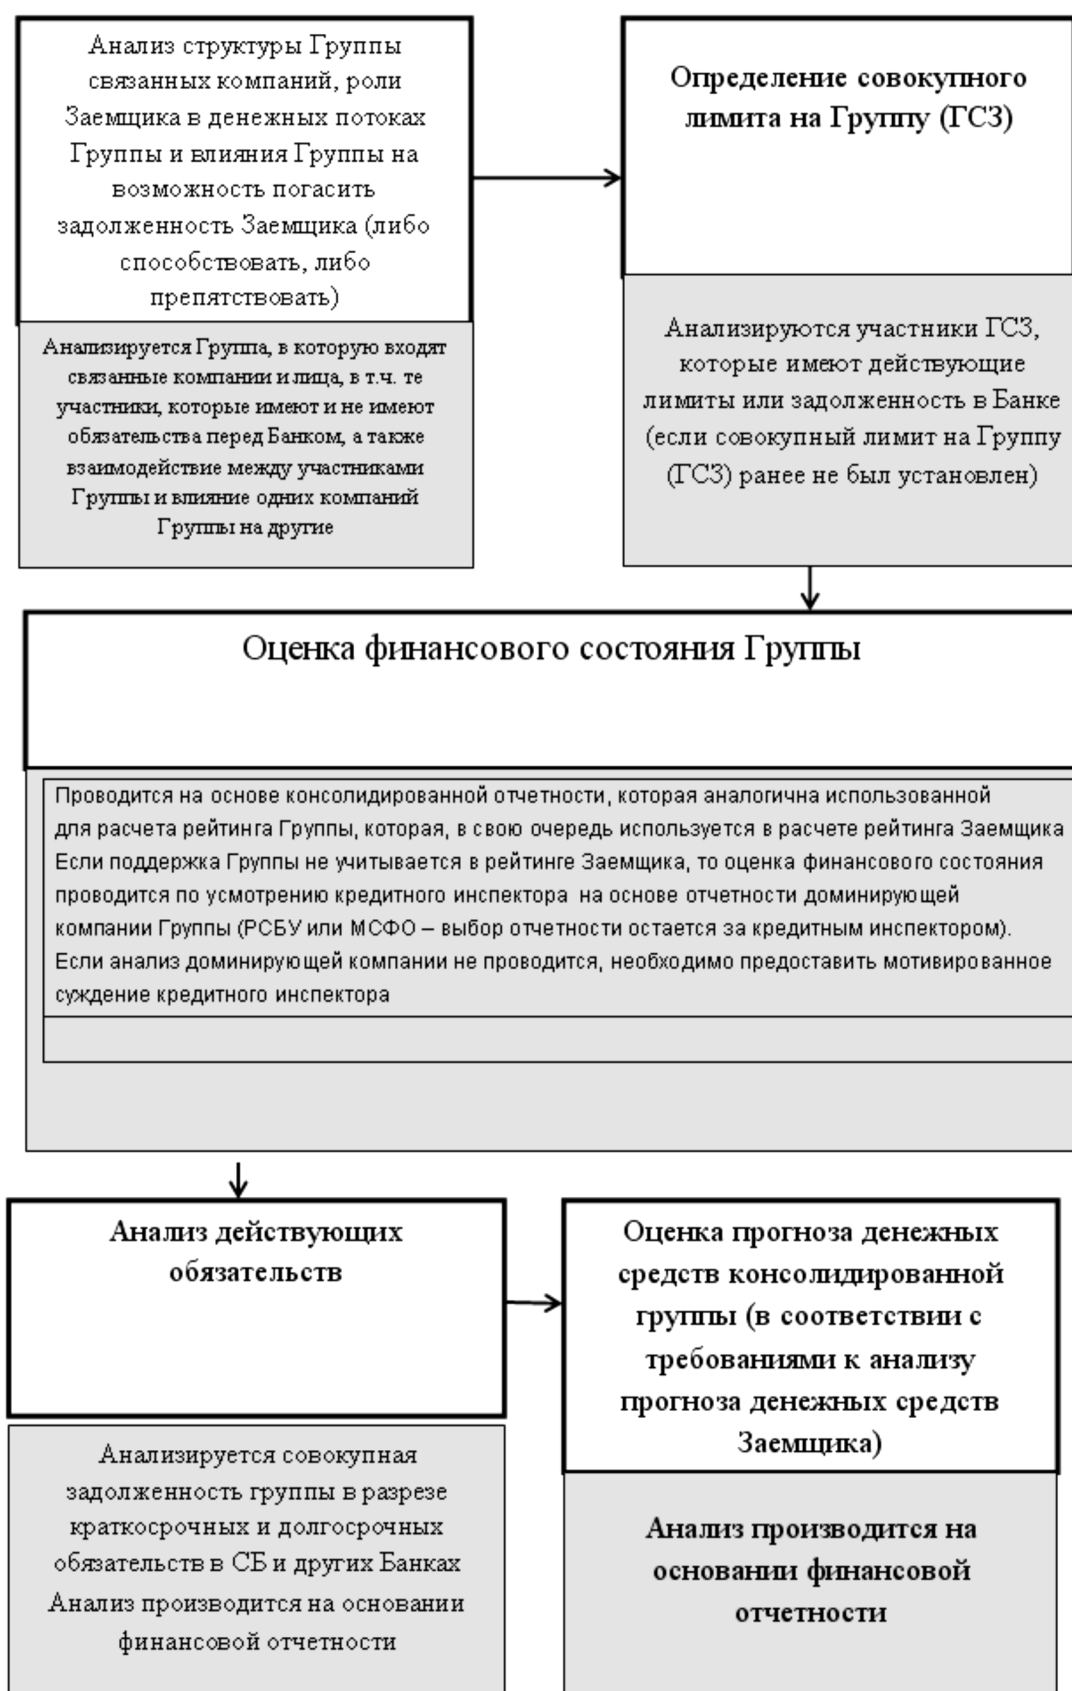 Анализ структуры Группы
связанных компаний, роли
Заемщика в денежных потоках
Группы и влияния Группы на
возможность погасить
задолженность Заемщика (либо
способствовать, либо
препятствовать)
Анализируется Группа, в которую входят
связанные компании и лица, в т.ч. те
участники, которые имеют и не имеют
обязательства перед Банком, а также
взаимодействие между участниками
Группы и влияние одних компаний
Группы на другие
Определение совокупного
лимита на Группу (ГСЗ)
Анализируются участники ГСЗ,
которые имеют действующие
лимиты или задолженность в Банке
(если совокупный лимит на Группу
(ГСЗ) ранее не был установлен)
Оценка финансового состояния Группы
Проводится на основе консолидированной отчетности, которая аналогична использованной
для расчета рейтинга Группы, которая, в свою очередь используется в расчете рейтинга Заемщика
Если поддержка Группы не учитывается в рейтинге Заемщика, то оценка финансового состояния
проводится по усмотрению кредитного инспектора на основе отчетности доминирующей
компании Группы (РСБУ или МСФО – выбор отчетности остается за кредитным инспектором).
Если анализ доминирующей компании не проводится, необходимо предоставить мотивированное
суждение кредитного инспектора
Анализ действующих
обязательств
Анализируется совокупная
задолженность группы в разрезе
краткосрочных и долгосрочных
обязательств в СБ и других Банках
Анализ производится на основании
финансовой отчетности
Оценка прогноза денежных
средств консолидированной
группы (в соответствии с
требованиями к анализу
прогноза денежных средств
Заемщика)
Анализ производится на
основании финансовой
отчетности